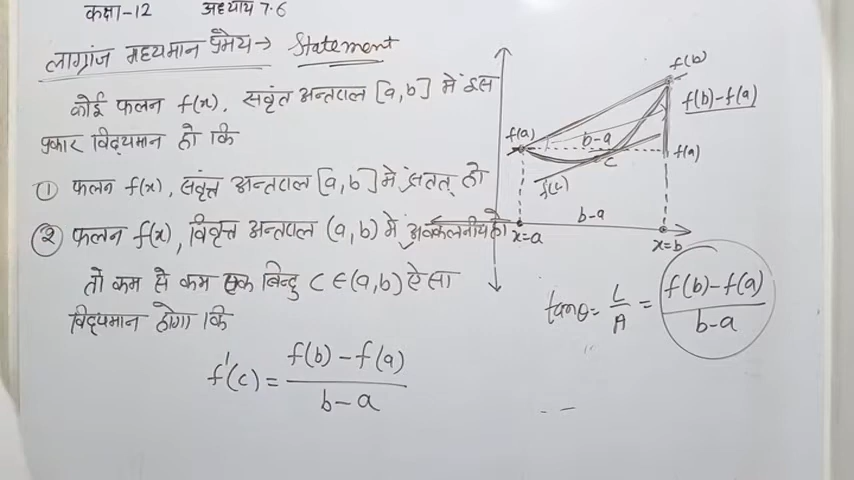 कक्षा-12 अध्याय 7.6
लाग्रांज मध्यमान प्रमेय→ Statement
कोई फलन f(x), संवृत अन्तराल [a,b] में इस
प्रकार विद्यमान हो कि
① फलन f(x), संवृत्त अन्तराल [a,b] में संतत् हो
② फलन f(x), विवृत्त अन्तराल (a,b) में अवकलनीय हो
तो कम से कम एक बिन्दु C∈(a,b) ऐसा
विद्यमान होगा कि
f'(c) = f(b)-f(a) / b-a
f(b)
f(b)-f(a)
f(a)
b-a
f(a)
c
f(c)
b-a
x=a
x=b
tanθ = L/A = f(b)-f(a) / b-a